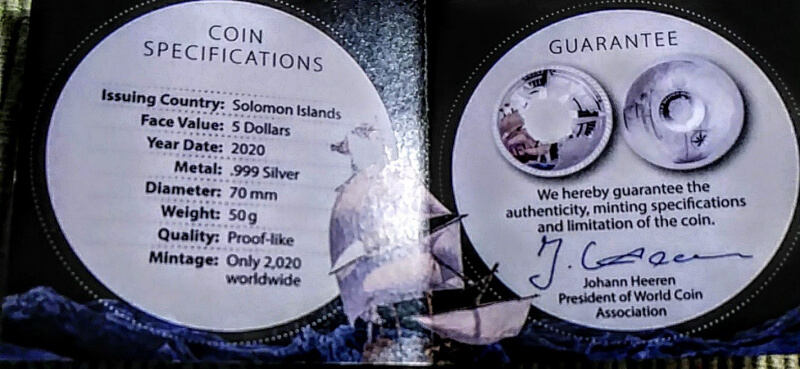 COIN
SPECIFICATIONS
Issuing Country: Solomon Islands
Face Value: 5 Dollars
Year Date: 2020
Metal: .999 Silver
Diameter: 70 mm
Weight: 50 g
Quality: Proof-like
Mintage: Only 2,020
worldwide
GUARANTEE
We hereby guarantee the
authenticity, minting specifications
and limitation of the coin.
Johann Heeren
President of World Coin
Association